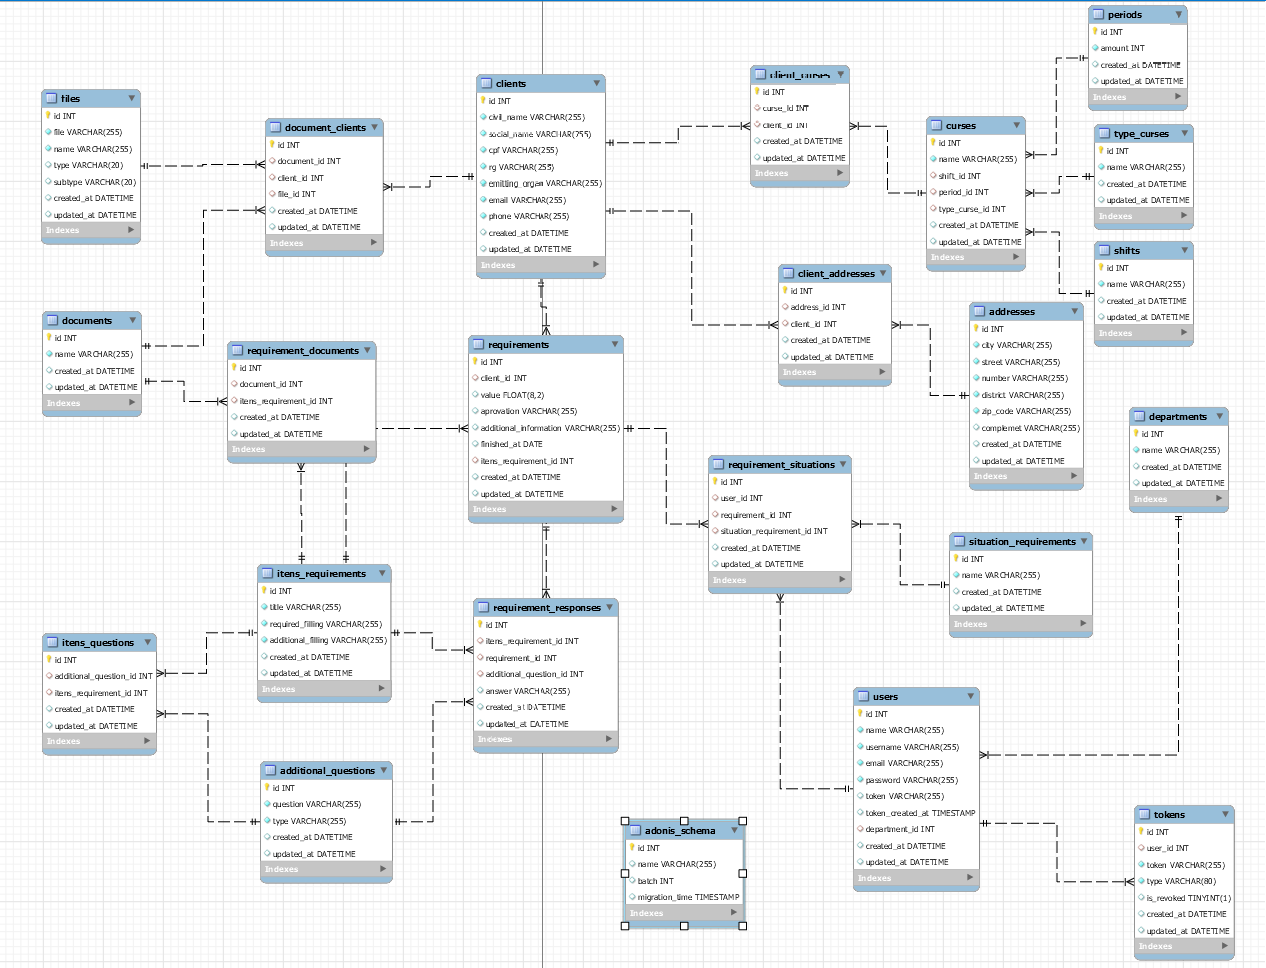 files
id INT
file VARCHAR(255)
name VARCHAR(255)
type VARCHAR(20)
subtype VARCHAR(20)
created_at DATETIME
updated_at DATETIME
Indexes
document_clients
id INT
document_id INT
client_id INT
file_id INT
created_at DATETIME
updated_at DATETIME
Indexes
clients
id INT
civil_name VARCHAR(255)
social_name VARCHAR(255)
cpf VARCHAR(255)
rg VARCHAR(255)
emitting_organ VARCHAR(255)
email VARCHAR(255)
phone VARCHAR(255)
created_at DATETIME
updated_at DATETIME
Indexes
client_curses
id INT
curse_id INT
client_id INT
created_at DATETIME
updated_at DATETIME
Indexes
curses
id INT
name VARCHAR(255)
shift_id INT
period_id INT
type_curse_id INT
created_at DATETIME
updated_at DATETIME
Indexes
periods
id INT
amount INT
created_at DATETIME
updated_at DATETIME
Indexes
type_curses
id INT
name VARCHAR(255)
created_at DATETIME
updated_at DATETIME
Indexes
shifts
id INT
name VARCHAR(255)
created_at DATETIME
updated_at DATETIME
Indexes
documents
id INT
name VARCHAR(255)
created_at DATETIME
updated_at DATETIME
Indexes
requirement_documents
id INT
document_id INT
itens_requirement_id INT
created_at DATETIME
updated_at DATETIME
Indexes
requirements
id INT
client_id INT
value FLOAT(8,2)
aprovation VARCHAR(255)
additional_information VARCHAR(255)
finished_at DATE
itens_requirement_id INT
created_at DATETIME
updated_at DATETIME
Indexes
client_addresses
id INT
address_id INT
client_id INT
created_at DATETIME
updated_at DATETIME
Indexes
addresses
id INT
city VARCHAR(255)
street VARCHAR(255)
number VARCHAR(255)
district VARCHAR(255)
zip_code VARCHAR(255)
complemet VARCHAR(255)
created_at DATETIME
updated_at DATETIME
Indexes
departments
id INT
name VARCHAR(255)
created_at DATETIME
updated_at DATETIME
Indexes
requirement_situations
id INT
user_id INT
requirement_id INT
situation_requirement_id INT
created_at DATETIME
updated_at DATETIME
Indexes
situation_requirements
id INT
name VARCHAR(255)
created_at DATETIME
updated_at DATETIME
Indexes
itens_requirements
id INT
title VARCHAR(255)
required_filling VARCHAR(255)
additional_filling VARCHAR(255)
created_at DATETIME
updated_at DATETIME
Indexes
requirement_responses
id INT
itens_requirement_id INT
requirement_id INT
additional_question_id INT
answer VARCHAR(255)
created_at DATETIME
updated_at DATETIME
Indexes
itens_questions
id INT
additional_question_id INT
itens_requirement_id INT
created_at DATETIME
updated_at DATETIME
Indexes
additional_questions
id INT
question VARCHAR(255)
type VARCHAR(255)
created_at DATETIME
updated_at DATETIME
Indexes
users
id INT
name VARCHAR(255)
username VARCHAR(255)
email VARCHAR(255)
password VARCHAR(255)
token VARCHAR(255)
token_created_at TIMESTAMP
department_id INT
created_at DATETIME
updated_at DATETIME
Indexes
adonis_schema
id INT
name VARCHAR(255)
batch INT
migration_time TIMESTAMP
Indexes
tokens
id INT
user_id INT
token VARCHAR(255)
type VARCHAR(80)
is_revoked TINYINT(1)
created_at DATETIME
updated_at DATETIME
Indexes